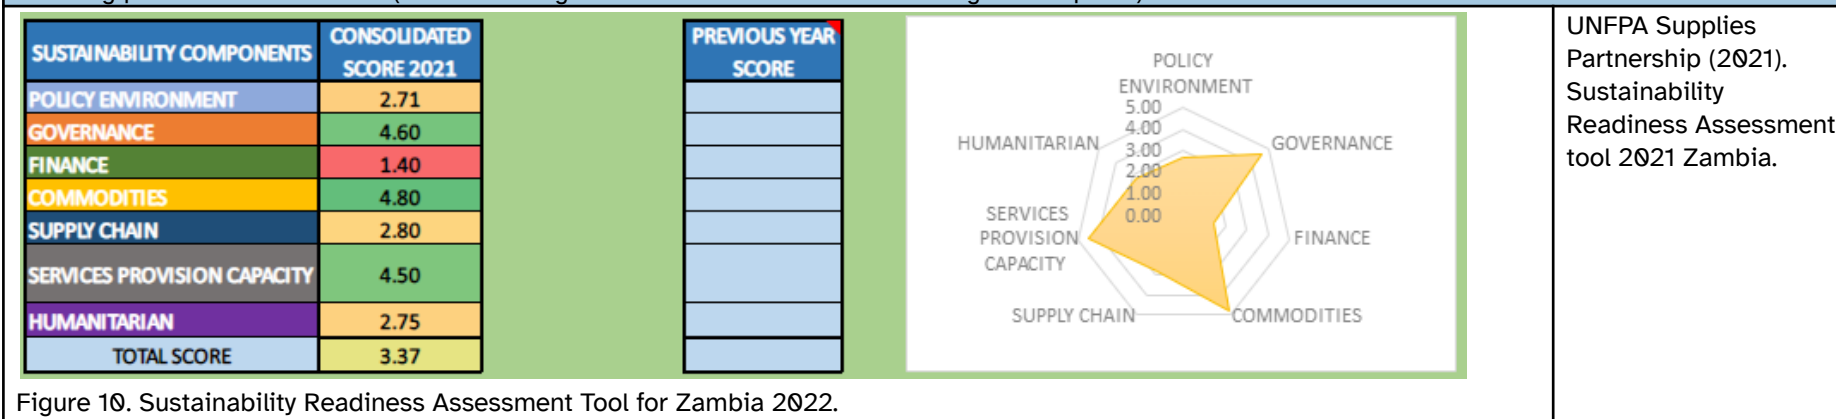 SUSTAINABILITY COMPONENTS
CONSOLIDATED
SCORE 2021
PREVIOUS YEAR
SCORE
POLICY ENVIRONMENT 2.71
GOVERNANCE 4.60
FINANCE 1.40
COMMODITIES 4.80
SUPPLY CHAIN 2.80
SERVICES PROVISION CAPACITY 4.50
HUMANITARIAN 2.75
TOTAL SCORE 3.37
POLICY
ENVIRONMENT
5.00
4.00
3.00
2.00
1.00
0.00
HUMANITARIAN
GOVERNANCE
SERVICES
PROVISION
CAPACITY
FINANCE
SUPPLY CHAIN
COMMODITIES
UNFPA Supplies
Partnership (2021).
Sustainability
Readiness Assessment
tool 2021 Zambia.
Figure 10. Sustainability Readiness Assessment Tool for Zambia 2022.